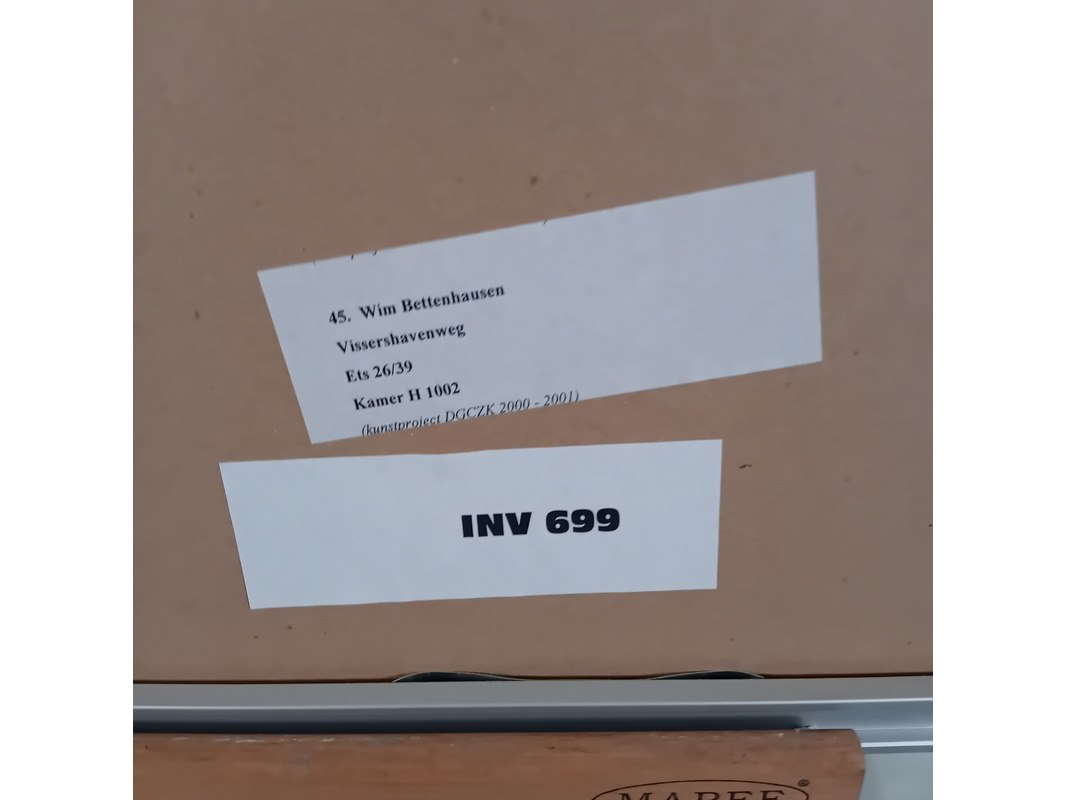 45. Wim Bettenhausen
Vissershavenweg
Ets 26/39
Kamer H 1002
(kunstproject DGCZK 2000 - 2001)
INV 699